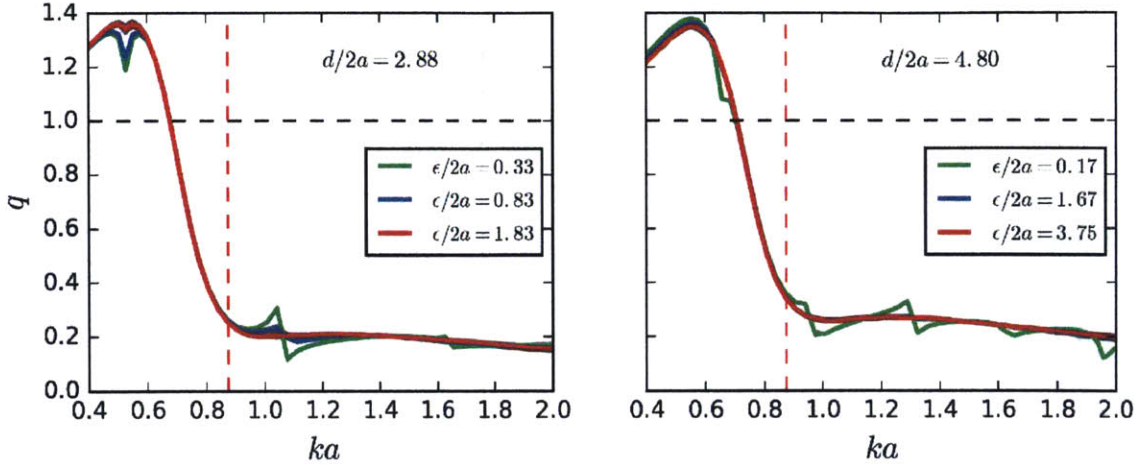 1.4
1.2
1.0
0.8
0.6
0.4
0.2
0.0
q
0.4 0.6 0.8 1.0 1.2 1.4 1.6 1.8 2.0
ka
d/2a = 2.88
ϵ/2a = 0.33
ϵ/2a = 0.83
ϵ/2a = 1.83
0.4 0.6 0.8 1.0 1.2 1.4 1.6 1.8 2.0
ka
d/2a = 4.80
ϵ/2a = 0.17
ϵ/2a = 1.67
ϵ/2a = 3.75